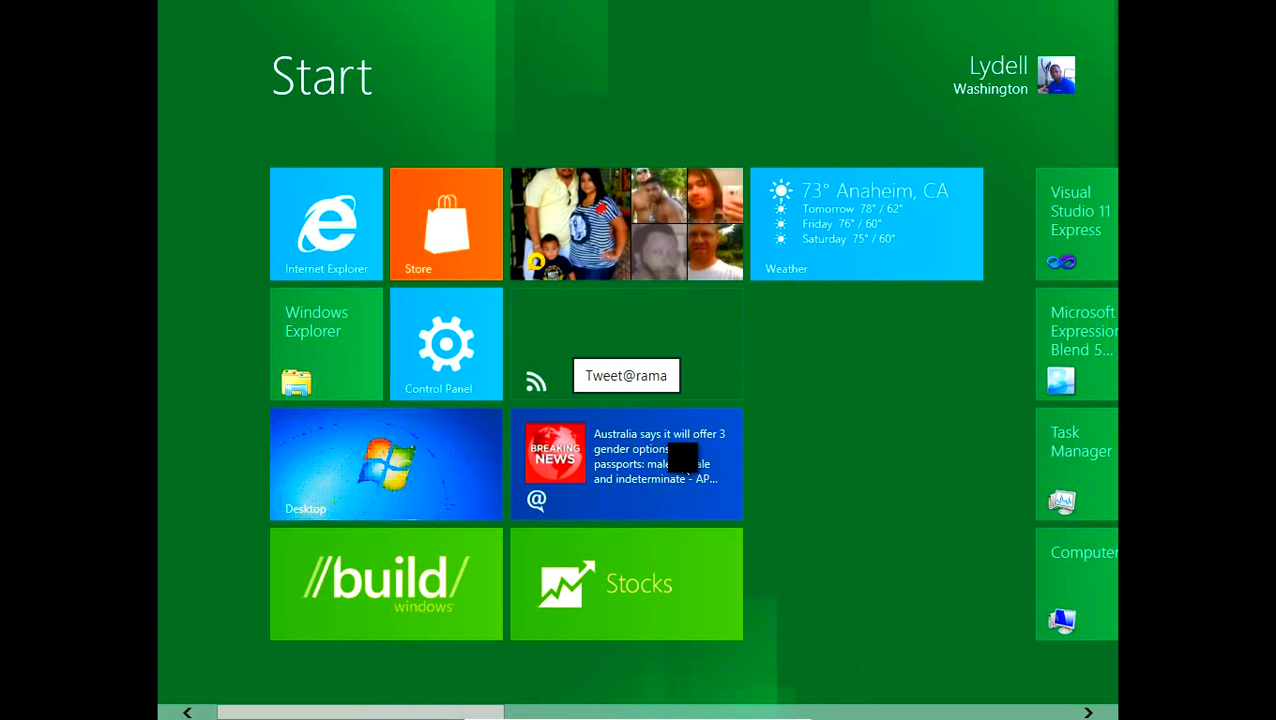 Start
Lydell
Washington
Internet Explorer
Store
73° Anaheim, CA
Tomorrow 78° / 62°
Friday 76° / 60°
Saturday 75° / 60°
Weather
Visual
Studio 11
Express
Windows
Explorer
Control Panel
Tweet@rama
Microsoft
Expression
Blend 5...
Desktop
BREAKING
NEWS
Australia says it will offer 3
gender options
passports: male
and indeterminate - AP...
@
Task
Manager
//build/
windows
Stocks
Computer